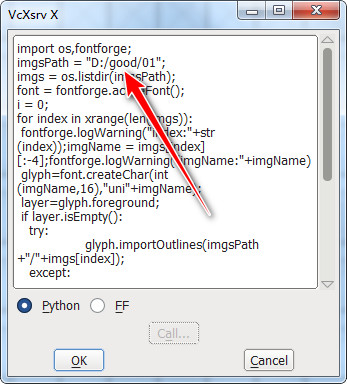 VcXsrv X
import os,fontforge;
imgsPath = "D:/good/01";
imgs = os.listdir(imgsPath);
font =
i = 0;
for index in xrange(len(imgs)):
fontforge.logWarning("index:"+str
(index));imgName = imgs[index]
[:-4];fontforge.logWarning("imgName:"+imgName)
glyph=font.createChar(int
(imgName,16),"uni"+imgName);
layer=glyph.foreground;
if layer.isEmpty():
try:
glyph.importOutlines(imgsPath
+"/"+imgs[index]);
except:
Python FF
Call...
OK Cancel